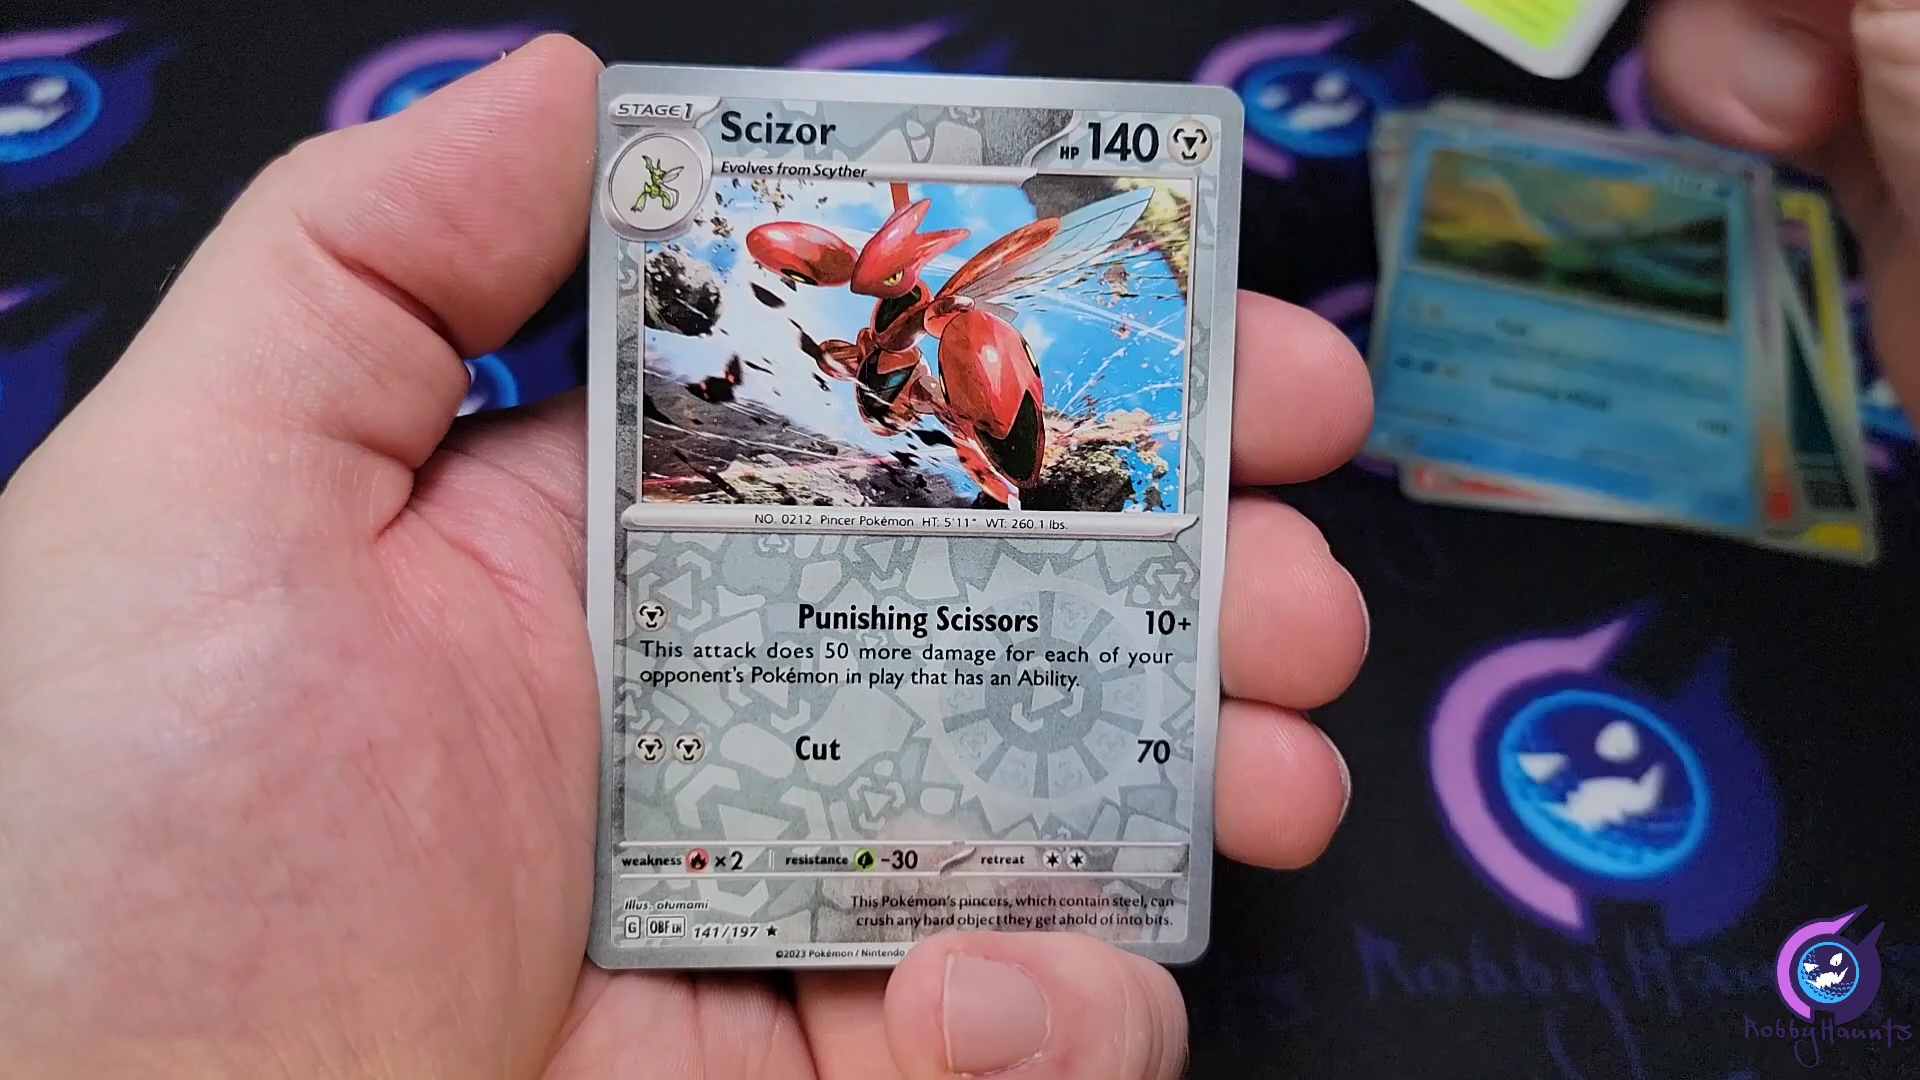 STAGE1
Scizor
HP 140
Evolves from Scyther
NO. 0212 Pincer Pokémon HT: 5'11" WT: 260.1 lbs.
Punishing Scissors 10+
This attack does 50 more damage for each of your
opponent's Pokémon in play that has an Ability.
Cut 70
weakness ×2 resistance -30 retreat
Illus. otumami
This Pokémon's pincers, which contain steel, can
crush any hard object they get ahold of into bits.
G OBF EN 141/197 ★
©2023 Pokémon / Nintendo
RobbyHaunts
RobbyHaunts